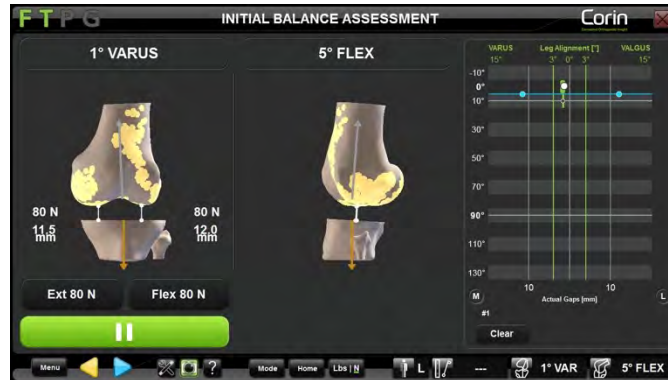 FTPG
INITIAL BALANCE ASSESSMENT
Corin
1° VARUS
5° FLEX
VARUS Leg Alignment [°] VALGUS
15° 3° 0° 3° 15°
-10°
0°
10°
30°
50°
70°
90°
110°
130°
80 N
11.5
mm
80 N
12.0
mm
Ext 80 N
Flex 80 N
10 10
M Actual Gaps [mm] L
#1
Clear
Menu
?
Mode
Home
Lbs | N
L
---
1° VAR
5° FLEX